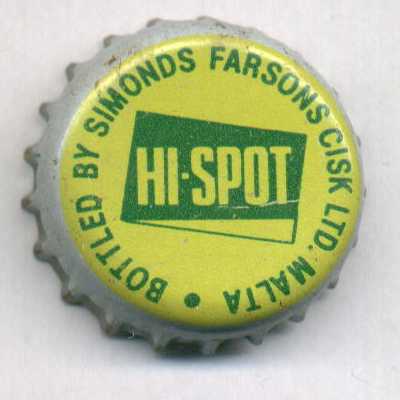 HI-SPOT
• BOTTLED BY SIMONDS FARSONS CISK LTD. MALTA